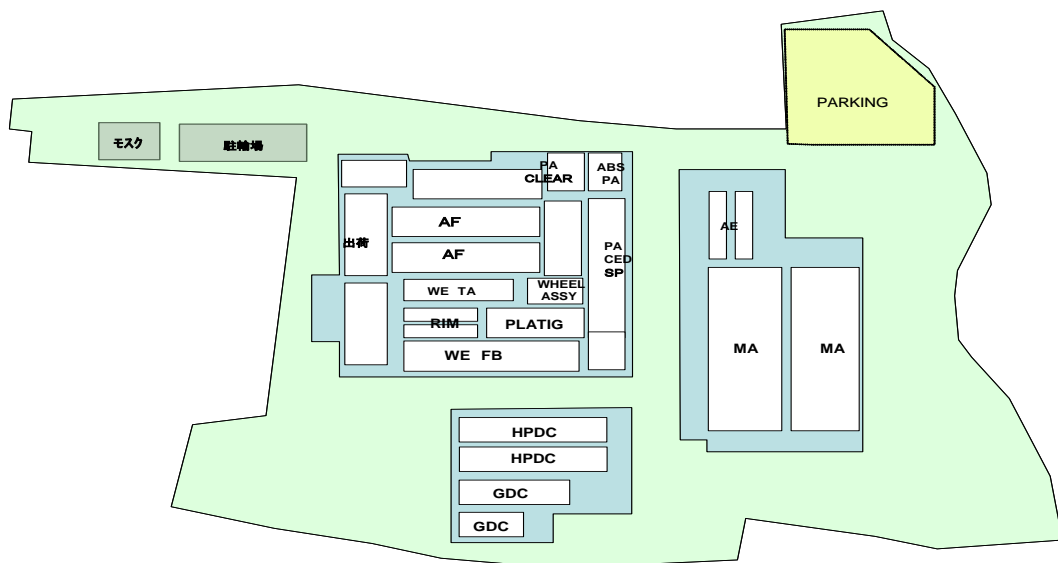 PARKING
モスク
駐輪場
PA
CLEAR
ABS
PA
AF
出荷
AF
PA
CED
SP
AE
WE TA
WHEEL
ASSY
RIM
PLATIG
WE FB
MA
MA
HPDC
HPDC
GDC
GDC